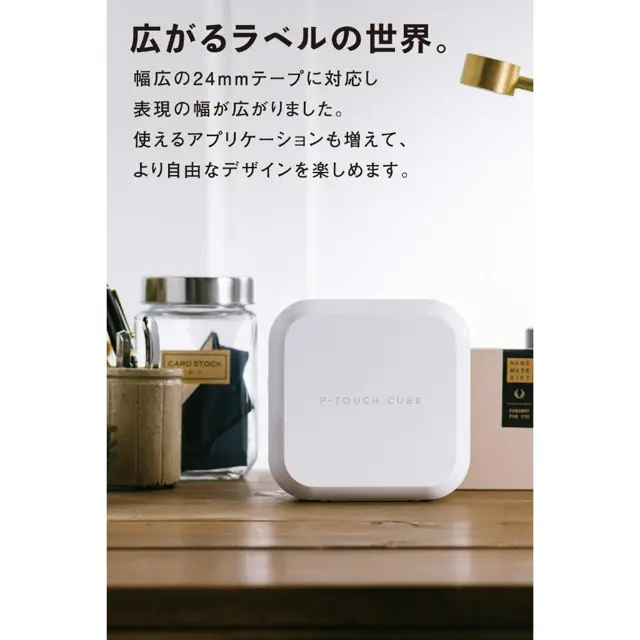 広がるラベルの世界。
幅広の24mmテープに対応し
表現の幅が広がりました。
使えるアプリケーションも増えて、
より自由なデザインを楽しめます。
CARD STOCK
P-TOUCH CUBE
HAND
MADE
GIFT
FOR YOU